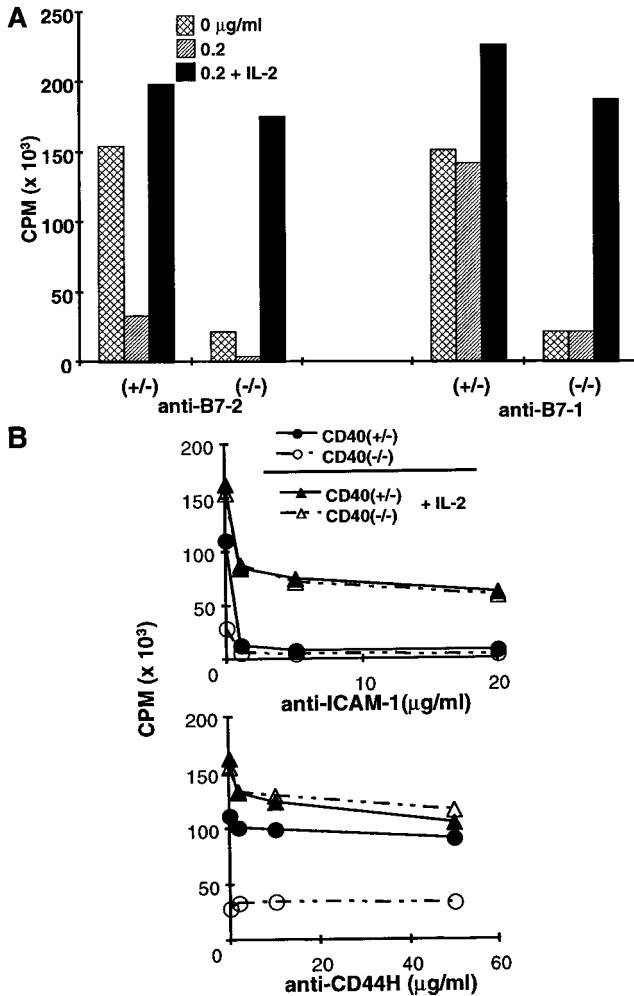 A
0 μg/ml
0.2
0.2 + IL-2
CPM (x 10³)
250
200
150
100
50
0
(+/-)
(-/-)
(+/-)
(-/-)
anti-B7-2
anti-B7-1
B
CD40(+/-)
CD40(-/-)
CD40(+/-)
CD40(-/-)
+ IL-2
200
150
100
50
0
10
20
anti-ICAM-1(μg/ml)
CPM (x 10³)
200
150
100
50
0
20
40
60
anti-CD44H (μg/ml)